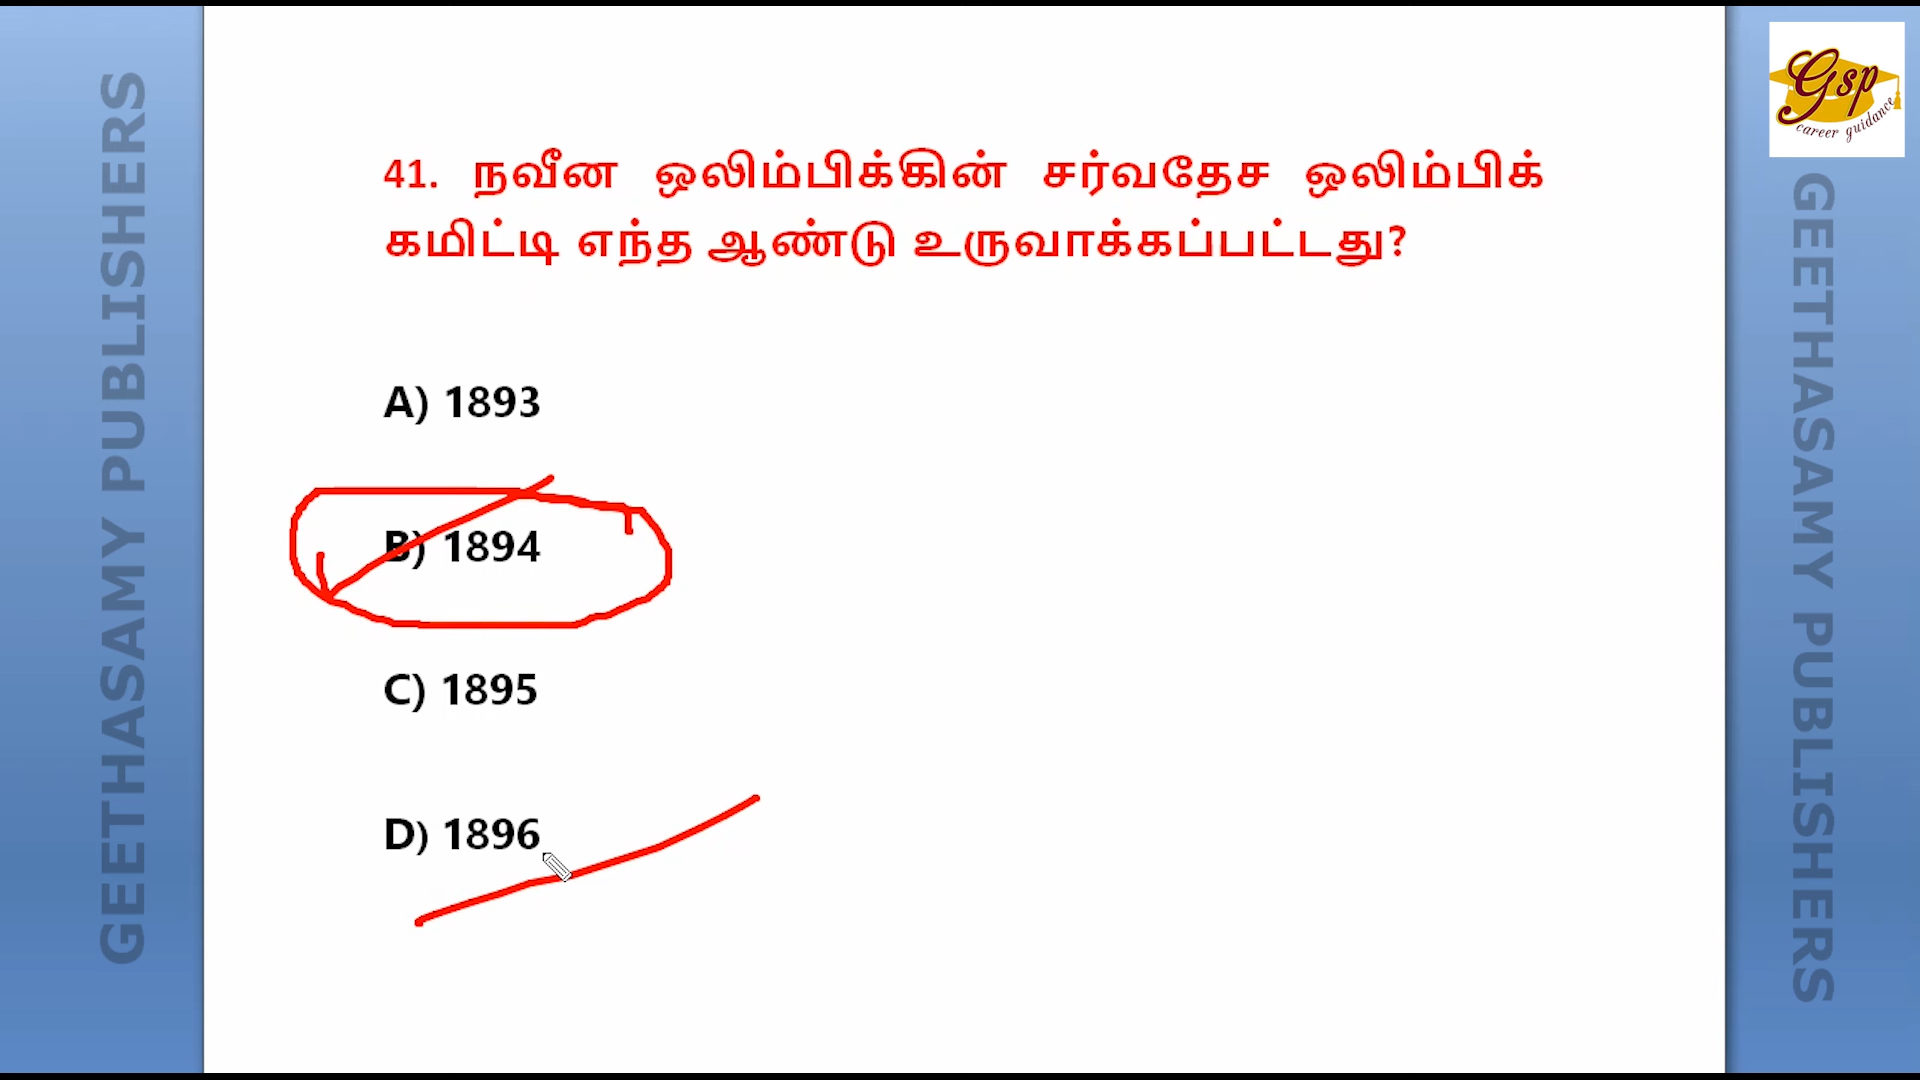 GEETHASAMY PUBLISHERS
Gsp
career guidance
41. நவீன ஒலிம்பிக்கின் சர்வதேச ஒலிம்பிக்
கமிட்டி எந்த ஆண்டு உருவாக்கப்பட்டது?
A) 1893
B) 1894
C) 1895
D) 1896
GEETHASAMY PUBLISHERS